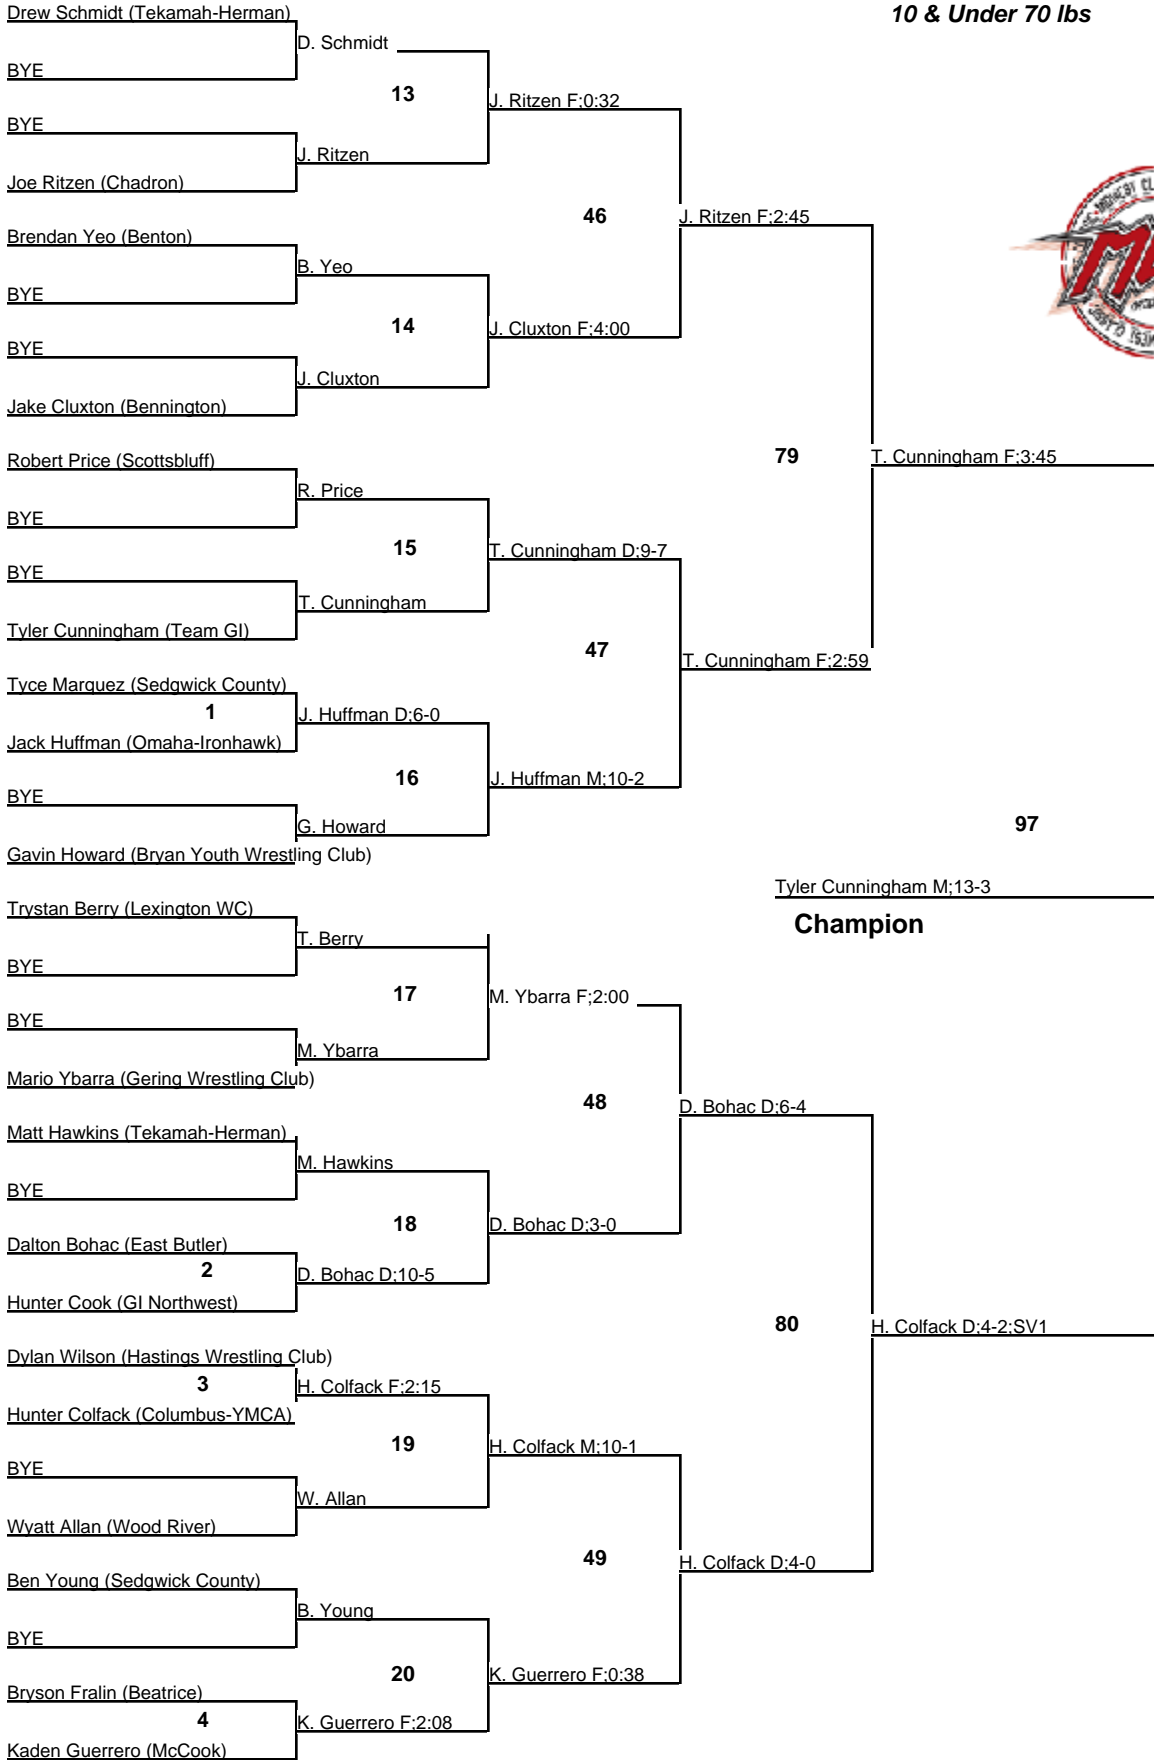 Drew Schmidt (Tekamah-Herman)
10 & Under 70 lbs
D. Schmidt
BYE
13
J. Ritzen F;0:32
BYE
J. Ritzen
Joe Ritzen (Chadron)
46
J. Ritzen F;2:45
Brendan Yeo (Benton)
B. Yeo
BYE
14
J. Cluxton F;4:00
BYE
J. Cluxton
Jake Cluxton (Bennington)
79
T. Cunningham F;3:45
Robert Price (Scottsbluff)
R. Price
BYE
15
T. Cunningham D;9-7
BYE
T. Cunningham
Tyler Cunningham (Team GI)
47
T. Cunningham F;2:59
Tyce Marquez (Sedgwick County)
1
J. Huffman D;6-0
Jack Huffman (Omaha-Ironhawk)
16
J. Huffman M;10-2
BYE
G. Howard
97
Gavin Howard (Bryan Youth Wrestling Club)
Tyler Cunningham M;13-3
Champion
Trystan Berry (Lexington WC)
T. Berry
BYE
17
M. Ybarra F;2:00
BYE
M. Ybarra
Mario Ybarra (Gering Wrestling Club)
48
D. Bohac D;6-4
Matt Hawkins (Tekamah-Herman)
M. Hawkins
BYE
18
D. Bohac D;3-0
Dalton Bohac (East Butler)
2
D. Bohac D;10-5
Hunter Cook (GI Northwest)
80
H. Colfack D;4-2;SV1
Dylan Wilson (Hastings Wrestling Club)
3
H. Colfack F;2:15
Hunter Colfack (Columbus-YMCA)
19
H. Colfack M;10-1
BYE
W. Allan
Wyatt Allan (Wood River)
49
H. Colfack D;4-0
Ben Young (Sedgwick County)
B. Young
BYE
20
K. Guerrero F;0:38
Bryson Fralin (Beatrice)
4
K. Guerrero F;2:08
Kaden Guerrero (McCook)